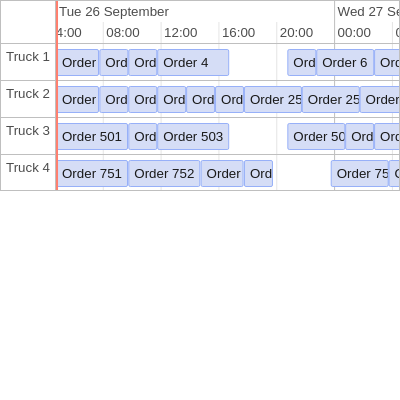 Tue 26 September Wed 27 Se
4:00 08:00 12:00 16:00 20:00 00:00
Truck 1 Order Ord Ord Order 4 Ord Order 6 Ord
Truck 2 Order Ord Ord Ord Ord Ord Order 25 Order 25 Order
Truck 3 Order 501 Ord Order 503 Order 50 Ord Ord
Truck 4 Order 751 Order 752 Order Ord Order 75